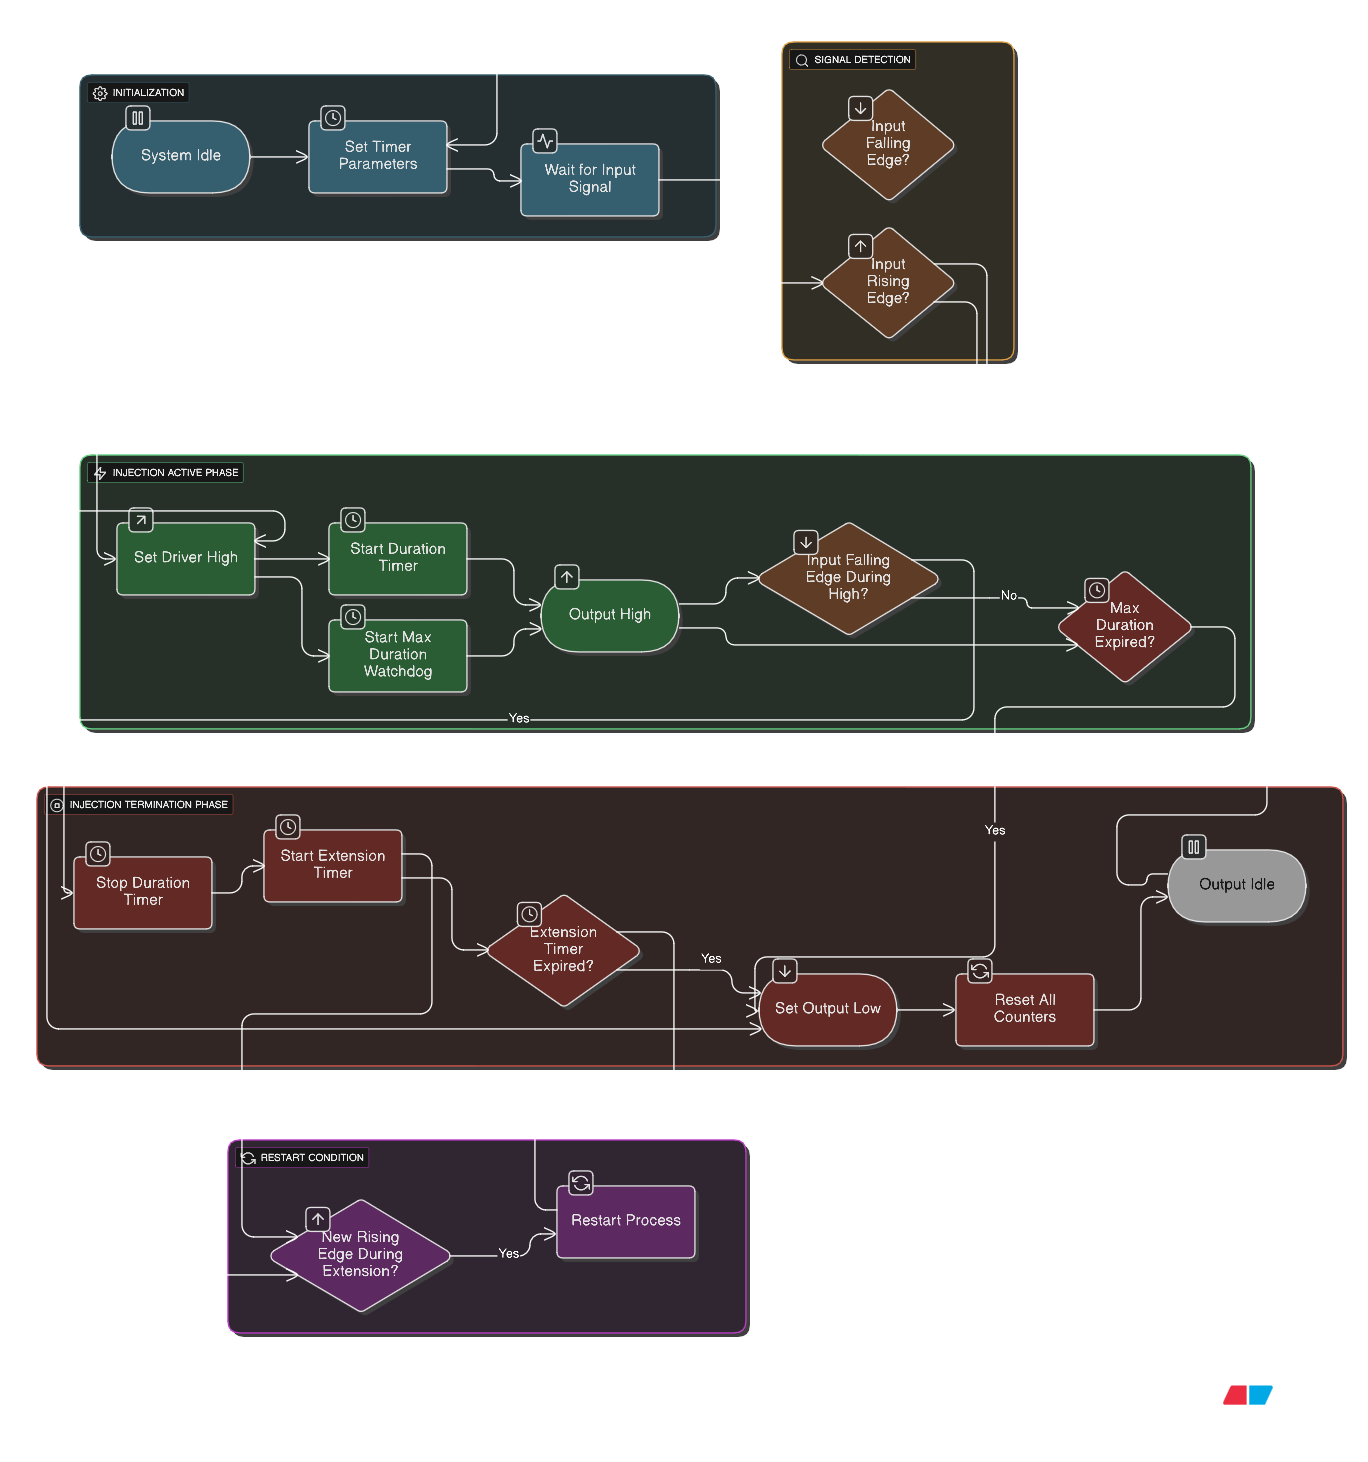 INITIALIZATION
System Idle
Set Timer
Parameters
Wait for Input
Signal
SIGNAL DETECTION
Input
Falling
Edge?
Input
Rising
Edge?
INJECTION ACTIVE PHASE
Set Driver High
Start Duration
Timer
Start Max
Duration
Watchdog
Output High
Input Falling
Edge During
High?
No
Max
Duration
Expired?
Yes
INJECTION TERMINATION PHASE
Stop Duration
Timer
Start Extension
Timer
Extension
Timer
Expired?
Yes
Yes
Set Output Low
Reset All
Counters
Output Idle
RESTART CONDITION
New Rising
Edge During
Extension?
Yes
Restart Process